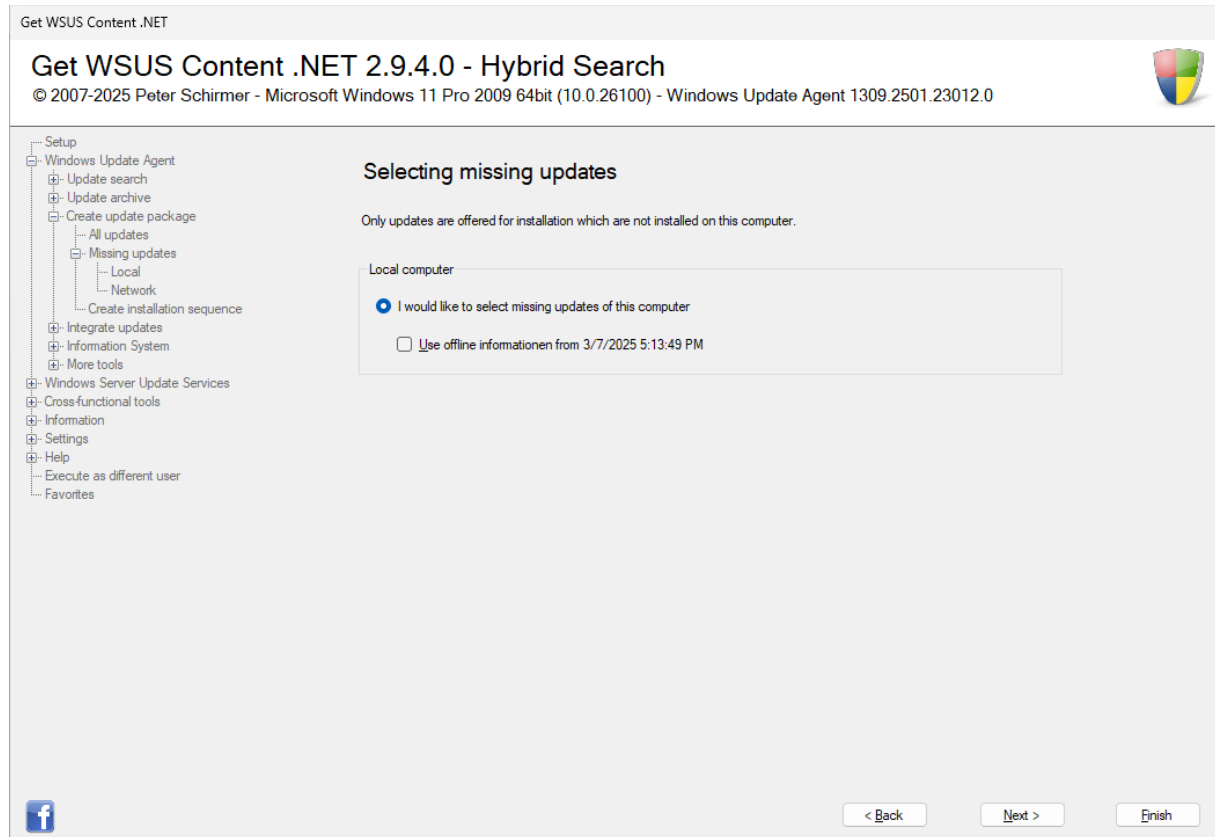 Get WSUS Content .NET
Get WSUS Content .NET 2.9.4.0 - Hybrid Search
© 2007-2025 Peter Schirmer - Microsoft Windows 11 Pro 2009 64bit (10.0.26100) - Windows Update Agent 1309.2501.23012.0
Setup
Windows Update Agent
Update search
Update archive
Create update package
All updates
Missing updates
Local
Network
Create installation sequence
Integrate updates
Information System
More tools
Windows Server Update Services
Cross-functional tools
Information
Settings
Help
Execute as different user
Favorites
Selecting missing updates
Only updates are offered for installation which are not installed on this computer.
Local computer
I would like to select missing updates of this computer
Use offline informationen from 3/7/2025 5:13:49 PM
f
< Back
Next >
Finish